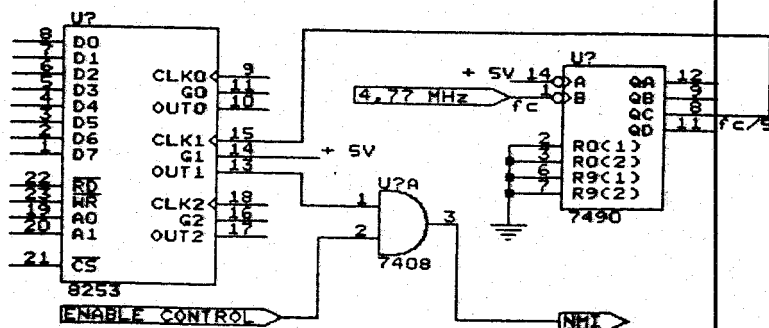 U?
8 D0
7 D1
6 D2
5 D3
4 D4
3 D5
2 D6
1 D7
22 RD
23 WR
19 A0
20 A1
21 CS
CLK0 9
G0 11
OUT0 10
CLK1 15
G1 14
OUT1 13
CLK2 18
G2 16
OUT2 17
8253
+ 5V
ENABLE CONTROL
U?A
1
2
3
7408
NMI
4.77 MHz
fc
+ 5V
U?
14 A
1 B
2 R0(1)
3 R0(2)
6 R9(1)
7 R9(2)
QA 12
QB 9
QC 8
QD 11
7490
fc/5